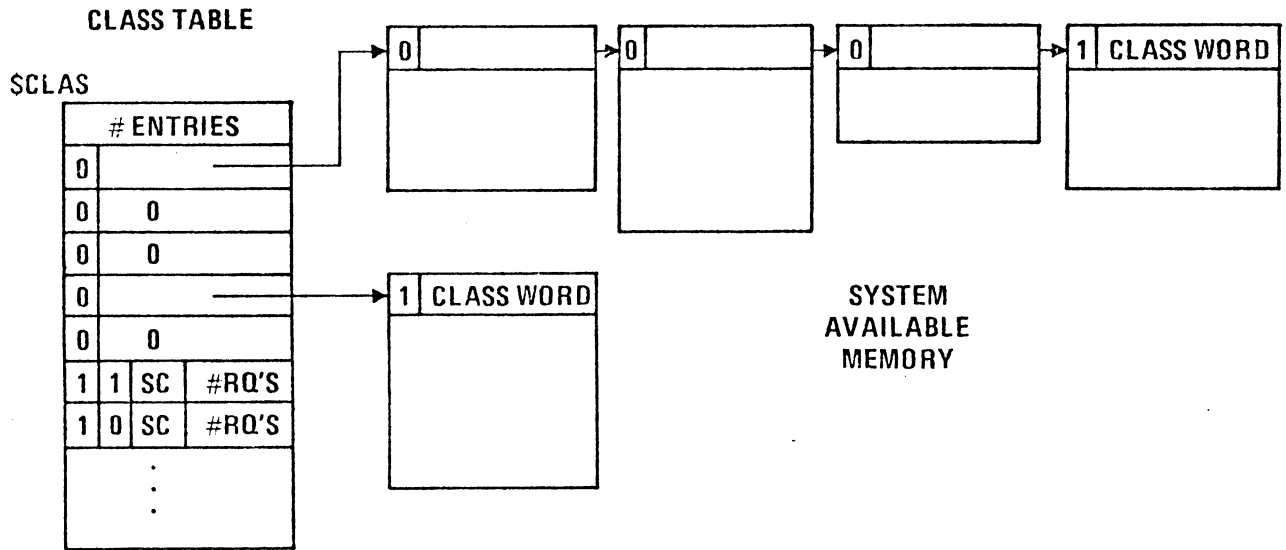 CLASS TABLE
$CLAS
# ENTRIES
0
0 0
0 0
0
0 0
1 1 SC #RQ'S
1 0 SC #RQ'S
0
0
0
1 CLASS WORD
1 CLASS WORD
SYSTEM
AVAILABLE
MEMORY